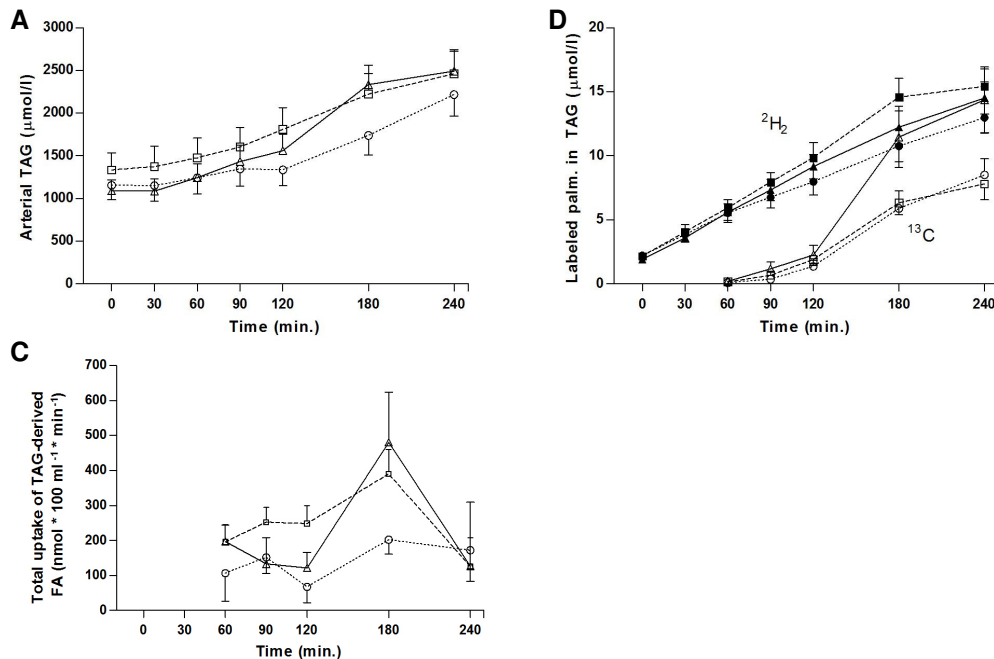 A
3000
2500
2000
1500
1000
500
0
Arterial TAG (μmol/l)
0 30 60 90 120 180 240
Time (min.)
D
20
15
10
5
0
Labeled palm. in TAG (μmol/l)
²H₂
¹³C
0 30 60 90 120 180 240
Time (min.)
C
700
600
500
400
300
200
100
0
Total uptake of TAG-derived
FA (nmol * 100 ml⁻¹ * min⁻¹)
0 30 60 90 120 180 240
Time (min.)